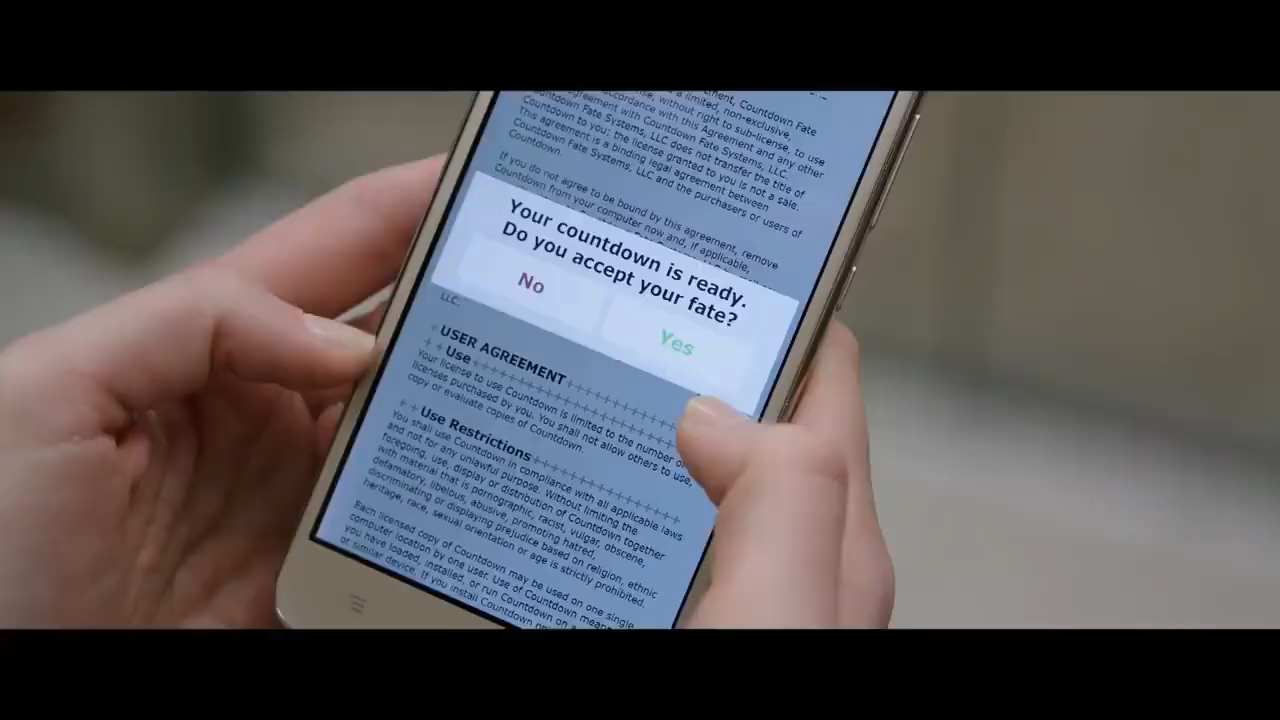 ment, Countdown Fate
a limited, non-exclusive,
without right to sub-license, to use
accordance with this Agreement and any other
Agreement with Countdown Fate Systems, LLC.
Countdown Fate Systems, LLC does not transfer the title of
Countdown to you; the license granted to you is not a sale.
This agreement is a binding legal agreement between
Countdown Fate Systems, LLC and the purchasers or users of
Countdown.
If you do not agree to be bound by this agreement, remove
Countdown from your computer now and, if applicable,
Your countdown is ready.
Do you accept your fate?
No
Yes
LLC.
+ USER AGREEMENT ++++++++++++++
+ + Use ++++++++++++++++++++
Your license to use Countdown is limited to the number of
licenses purchased by you. You shall not allow others to use,
copy or evaluate copies of Countdown.
+ + Use Restrictions ++++++++++++++
You shall use Countdown in compliance with all applicable laws
and not for any unlawful purpose. Without limiting the
foregoing, use, display or distribution of Countdown together
with material that is pornographic, racist, vulgar, obscene,
defamatory, libelous, abusive, promoting hatred,
discriminating or displaying prejudice based on religion, ethnic
heritage, race, sexual orientation or age is strictly prohibited.
Each licensed copy of Countdown may be used on one single
computer location by one user. Use of Countdown means
you have loaded, installed, or run Countdown on a
or similar device. If you install Countdown